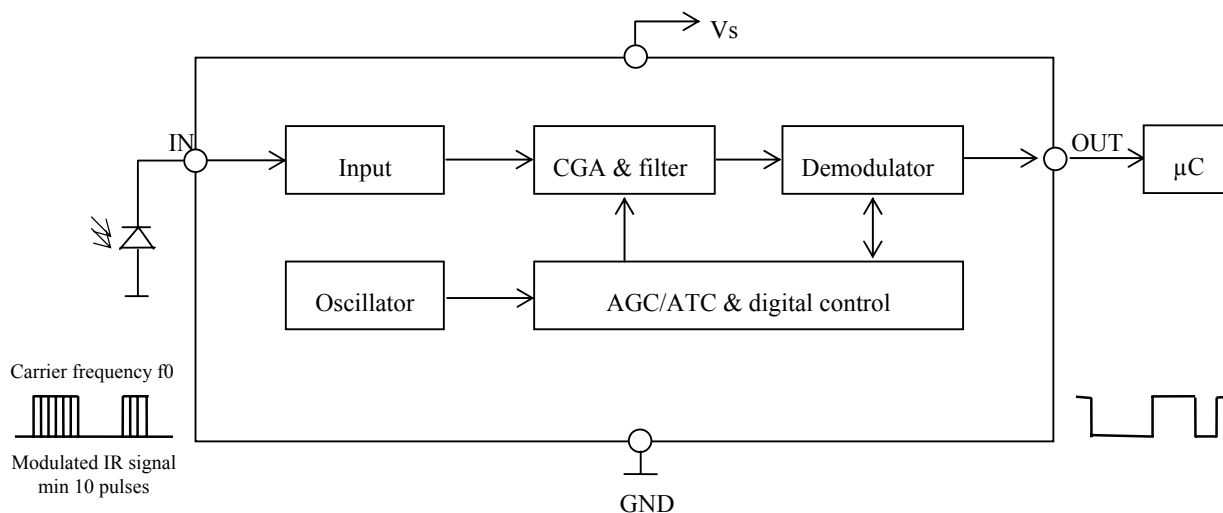 Vs
IN
OUT
Input
CGA & filter
Demodulator
µC
Oscillator
AGC/ATC & digital control
Carrier frequency f0
Modulated IR signal
min 10 pulses
GND